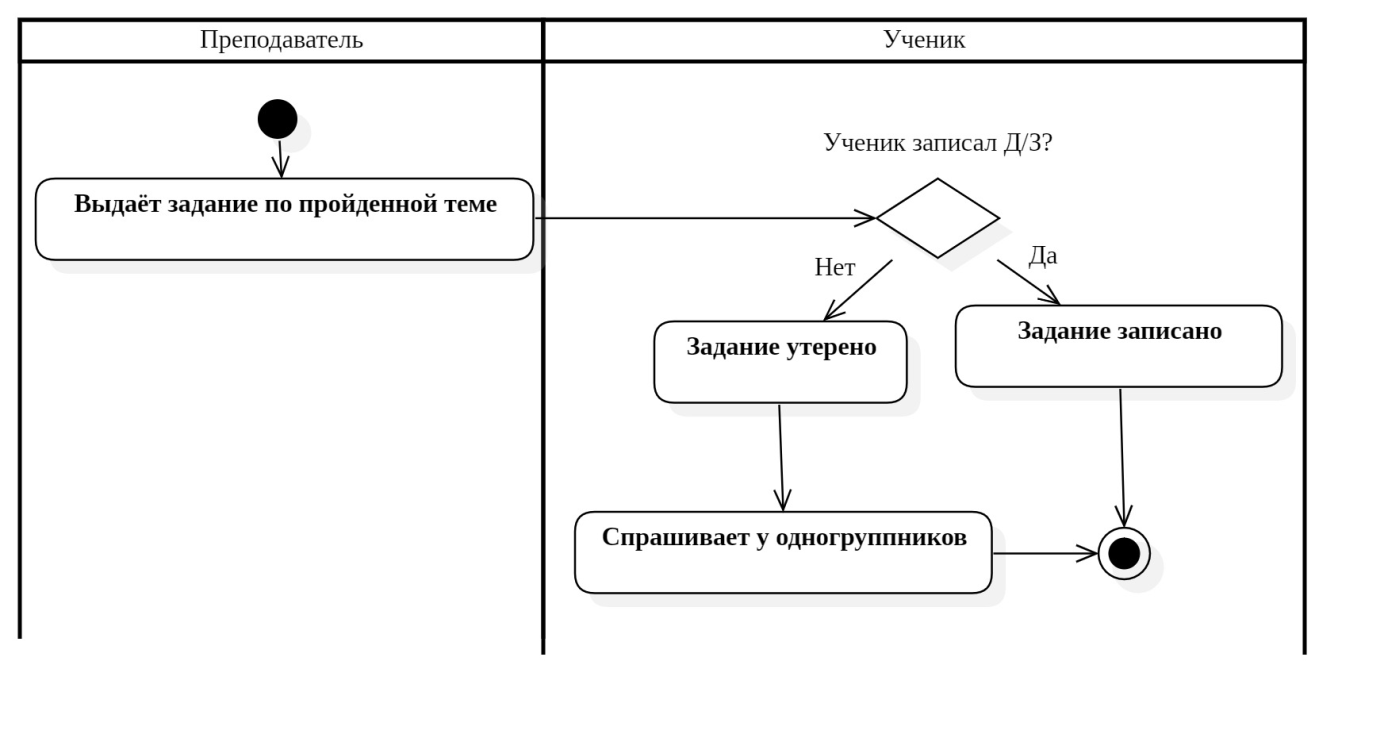 Преподаватель
Ученик
Ученик записал Д/З?
Выдаёт задание по пройденной теме
Нет
Да
Задание утерено
Задание записано
Спрашивает у одногруппников